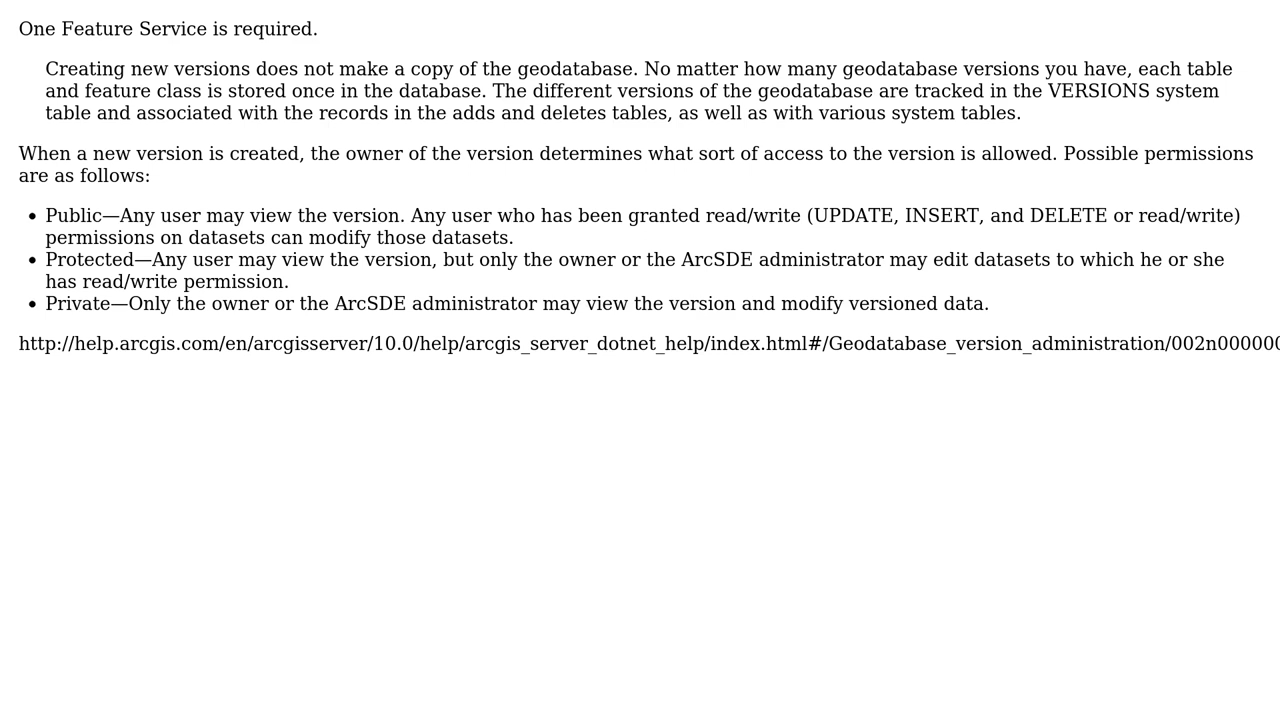 One Feature Service is required.
Creating new versions does not make a copy of the geodatabase. No matter how many geodatabase versions you have, each table
and feature class is stored once in the database. The different versions of the geodatabase are tracked in the VERSIONS system
table and associated with the records in the adds and deletes tables, as well as with various system tables.
When a new version is created, the owner of the version determines what sort of access to the version is allowed. Possible permissions
are as follows:
• Public—Any user may view the version. Any user who has been granted read/write (UPDATE, INSERT, and DELETE or read/write)
permissions on datasets can modify those datasets.
• Protected—Any user may view the version, but only the owner or the ArcSDE administrator may edit datasets to which he or she
has read/write permission.
• Private—Only the owner or the ArcSDE administrator may view the version and modify versioned data.
http://help.arcgis.com/en/arcgisserver/10.0/help/arcgis_server_dotnet_help/index.html#/Geodatabase_version_administration/002n000000